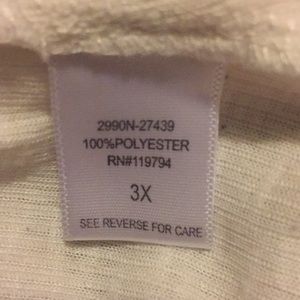 2990N-27439
100%POLYESTER
RN#119794
3X
SEE REVERSE FOR CARE